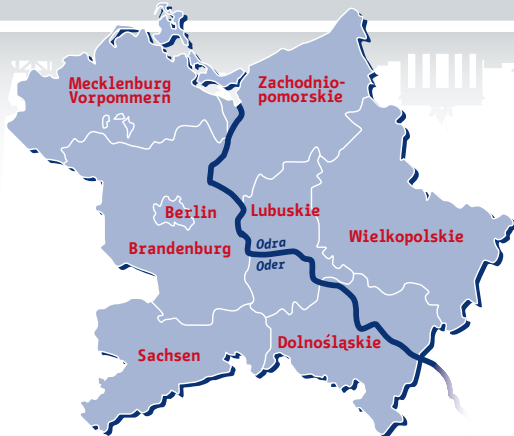 Mecklenburg
Vorpommern
Zachodnio-
pomorskie
Berlin
Lubuskie
Brandenburg
Odra
Oder
Wielkopolskie
Sachsen
Dolnośląskie